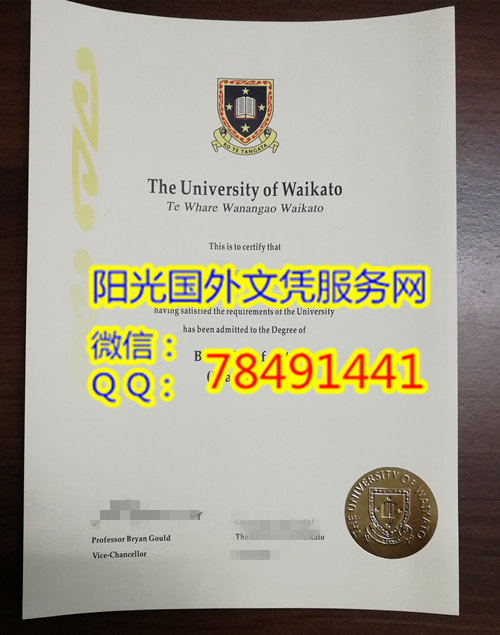 KO TE TANGATA
The University of Waikato
Te Whare Wanangao Waikato
This is to certify that
阳光国外文凭服务网
having satisfied the requirements of the University
has been admitted to the Degree of
微信：
QQ： 78491441
Professor Bryan Gould
Vice-Chancellor
THE UNIVERSITY OF WAIKATO